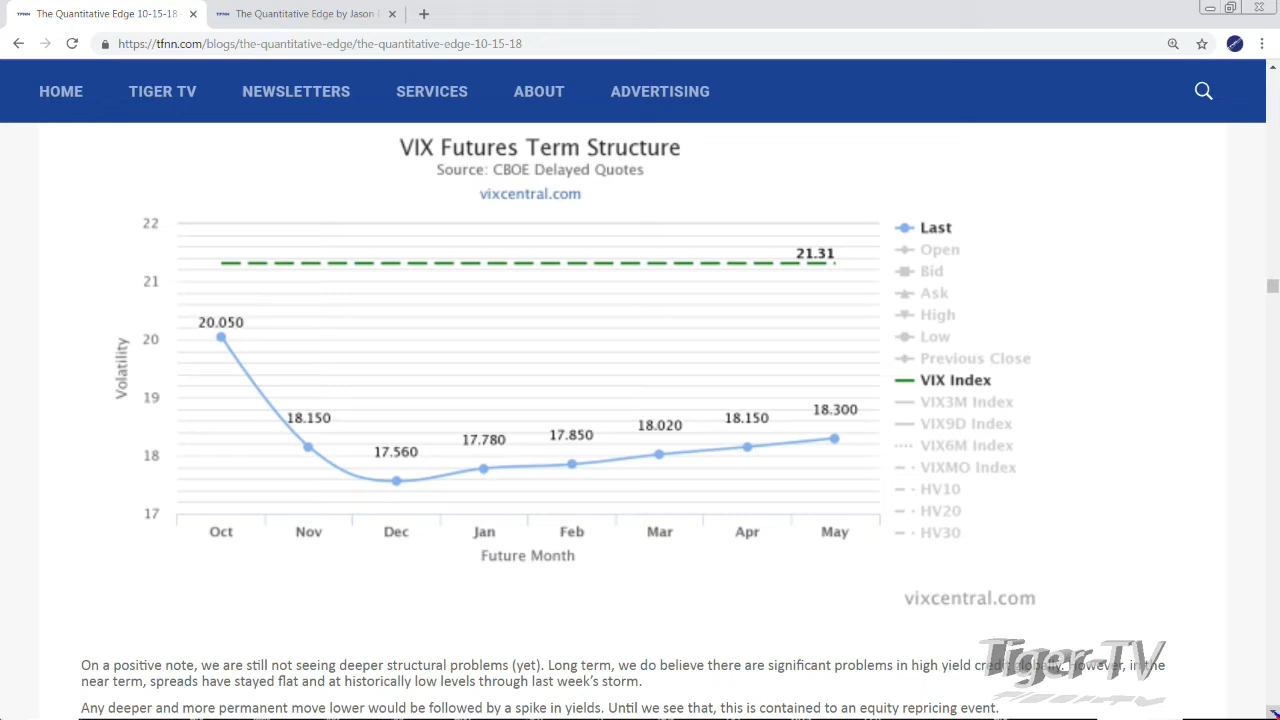 The Quantitative Edge 10-15-18
The Quantitative Edge by Jason
https://tfnn.com/blogs/the-quantitative-edge/the-quantitative-edge-10-15-18
HOME TIGER TV NEWSLETTERS SERVICES ABOUT ADVERTISING
VIX Futures Term Structure
Source: CBOE Delayed Quotes
vixcentral.com
22
21
20
19
18
17
Volatility
21.31
20.050
18.150
17.560
17.780
17.850
18.020
18.150
18.300
Oct Nov Dec Jan Feb Mar Apr May
Future Month
Last
Open
Bid
Ask
High
Low
Previous Close
VIX Index
VIX3M Index
VIX9D Index
VIX6M Index
VIXMO Index
HV10
HV20
HV30
vixcentral.com
On a positive note, we are still not seeing deeper structural problems (yet). Long term, we do believe there are significant problems in high yield credit globally. However, in the
near term, spreads have stayed flat and at historically low levels through last week's storm.
Any deeper and more permanent move lower would be followed by a spike in yields. Until we see that, this is contained to an equity repricing event.
Tiger TV